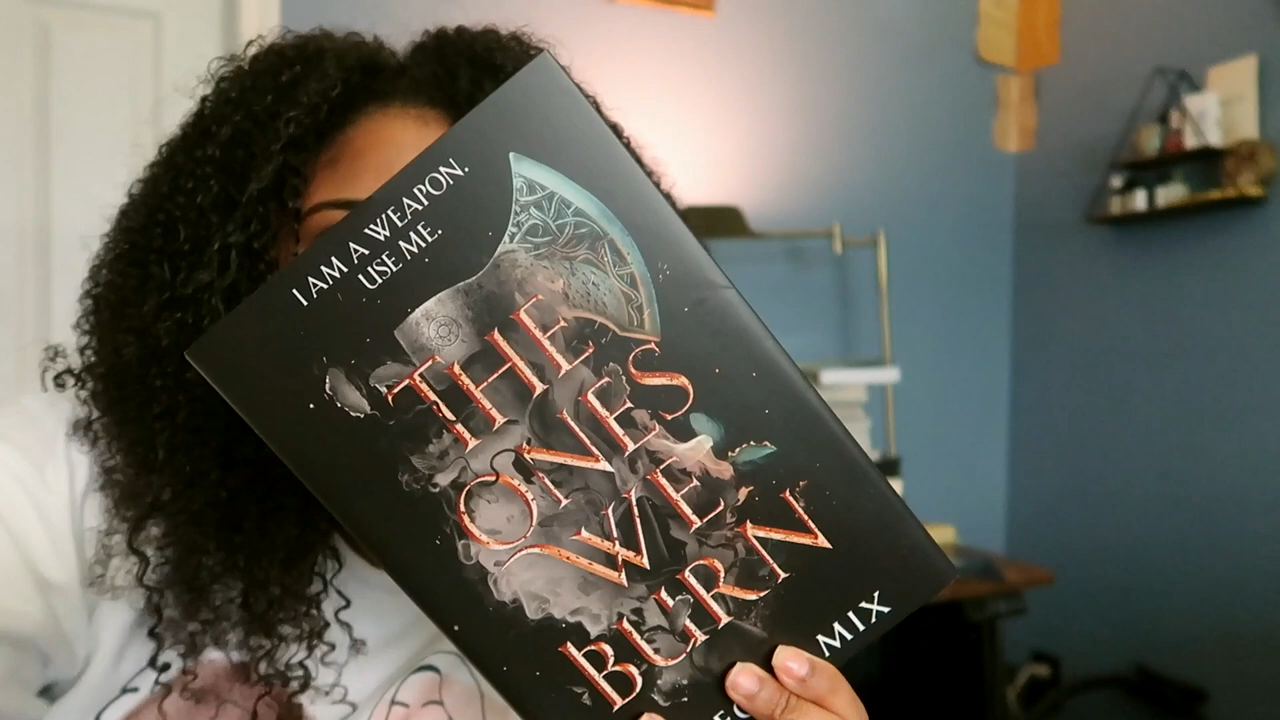 I AM A WEAPON.
USE ME.
THE
ONES
WE
BURN
MIX